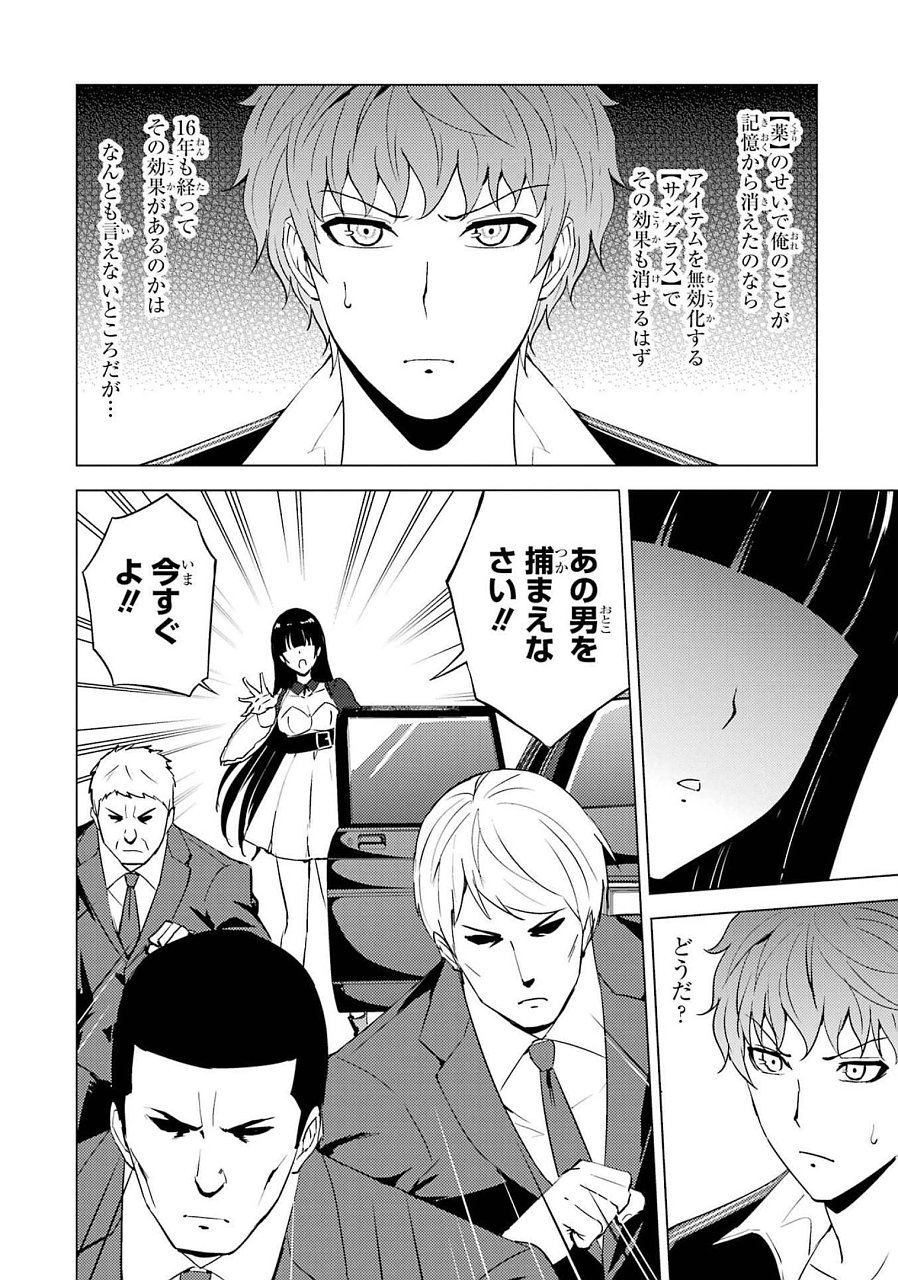 【薬】のせいで俺のことが
記憶から消えたのなら
アイテムを無効化する
【サングラス】で
その効果も消せるはず
16年も経って
その効果があるのかは
なんとも言えないところだが…
どうだ?
あの男を
捕まえな
さい!!
今すぐ
よ!!